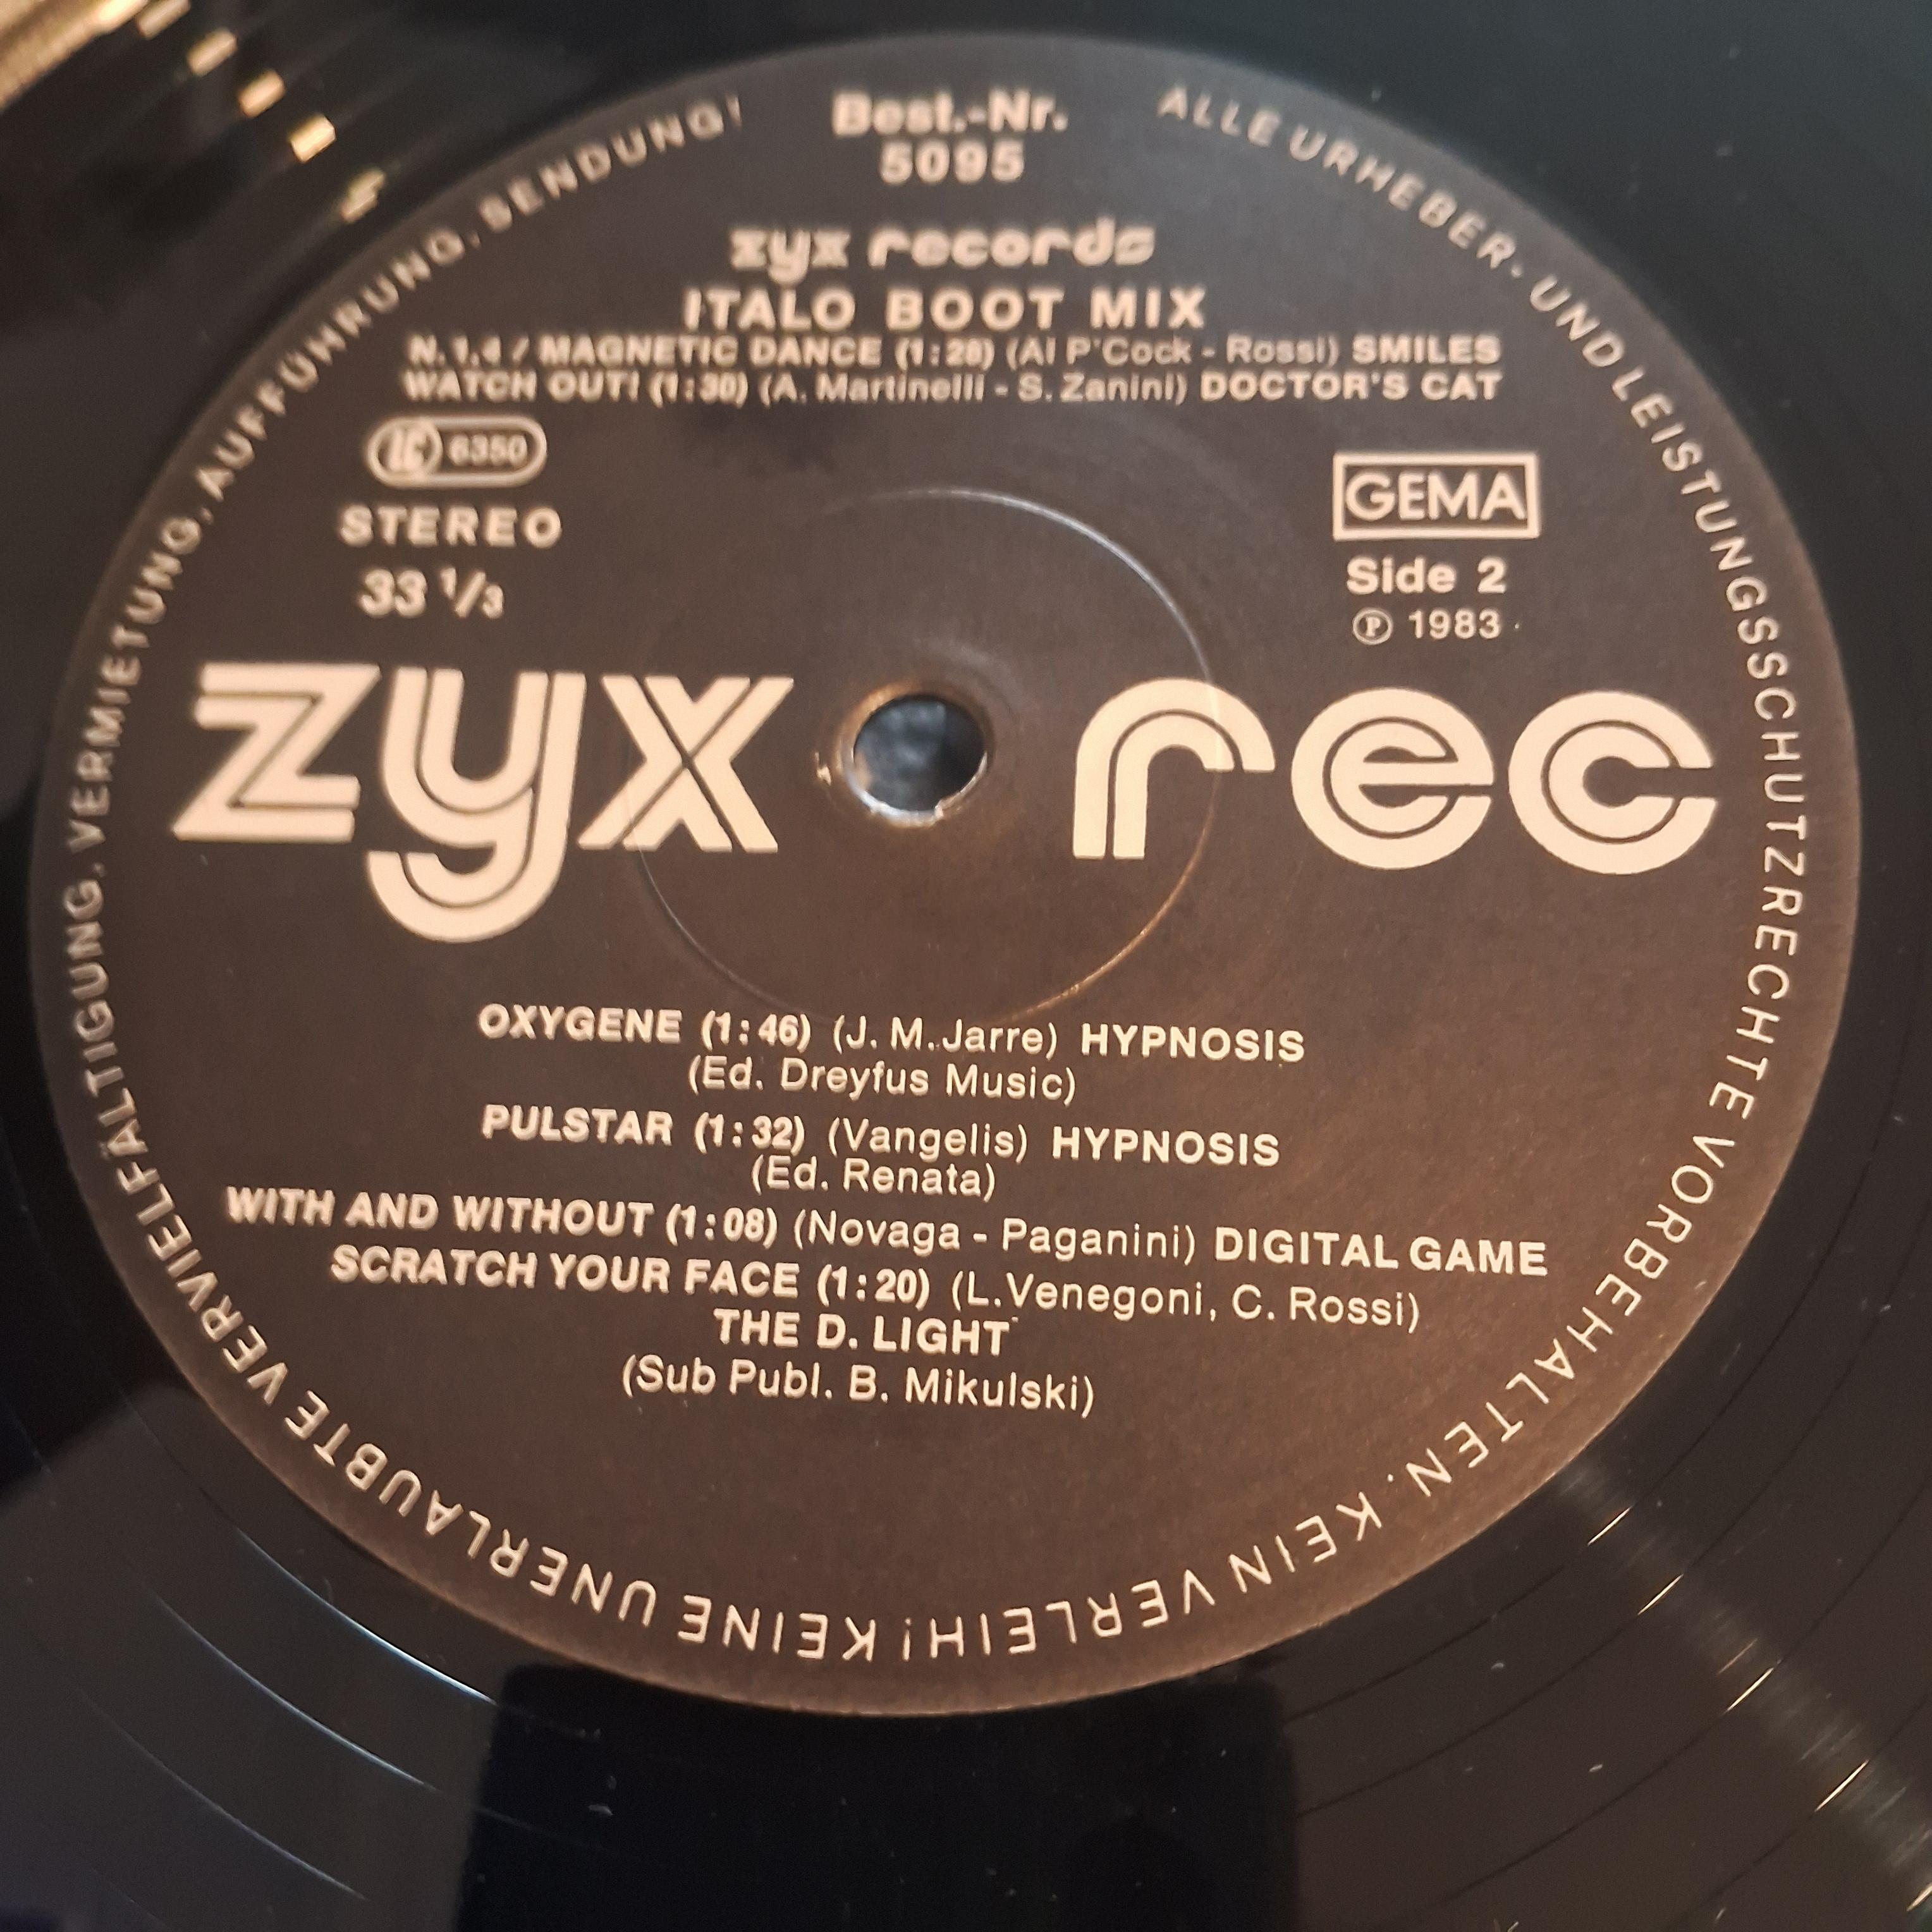 Best.-Nr.
5095
zyx records
ITALO BOOT MIX
N. 1.4 / MAGNETIC DANCE (1:28) (Al P'Cock - Rossi) SMILES
WATCH OUT! (1:30) (A. Martinelli - S. Zanini) DOCTOR'S CAT
LC 6350
STEREO
33 1/3
GEMA
Side 2
Ⓟ 1983
zyx rec
OXYGENE (1:46) (J. M. Jarre) HYPNOSIS
(Ed. Dreyfus Music)
PULSTAR (1:32) (Vangelis) HYPNOSIS
(Ed. Renata)
WITH AND WITHOUT (1:08) (Novaga - Paganini) DIGITAL GAME
SCRATCH YOUR FACE (1:20) (L. Venegoni, C. Rossi)
THE D. LIGHT
(Sub Publ. B. Mikulski)
ALLE URHEBER- UND LEISTUNGSSCHUTZRECHTE VORBEHALTEN. KEIN VERLEIH! KEINE UNERLAUBTE VERVIELFÄLTIGUNG, VERMIETUNG, AUFFÜHRUNG, SENDUNG!